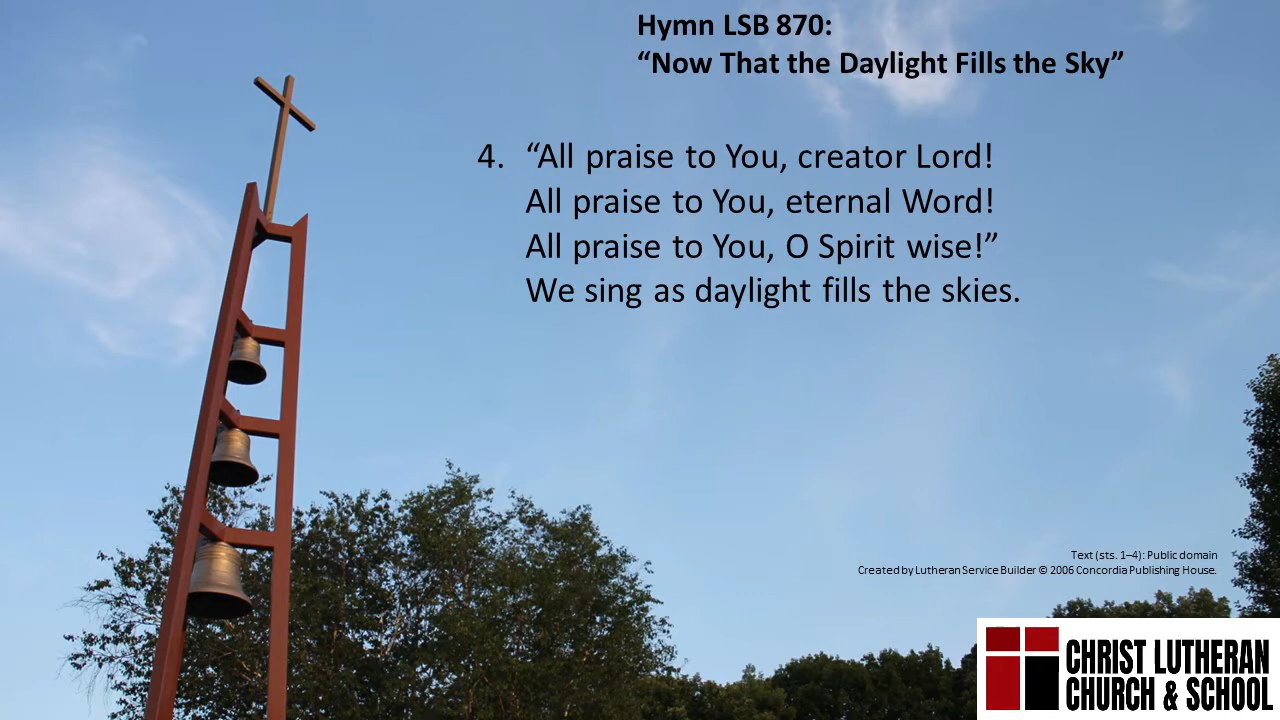 Hymn LSB 870:
“Now That the Daylight Fills the Sky”
4. “All praise to You, creator Lord!
All praise to You, eternal Word!
All praise to You, O Spirit wise!”
We sing as daylight fills the skies.
Text (sts. 1–4): Public domain
Created by Lutheran Service Builder © 2006 Concordia Publishing House.
CHRIST LUTHERAN
CHURCH & SCHOOL